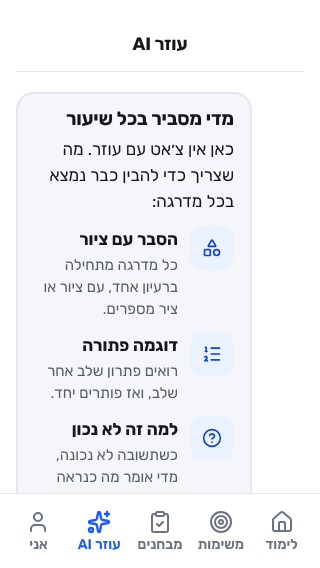 עוזר AI
מדי מסביר בכל שיעור
כאן אין צ׳אט עם עוזר. מה
שצריך כדי להבין כבר נמצא
בכל מדרגה:
הסבר עם ציור
כל מדרגה מתחילה
ברעיון אחד, עם ציור או
ציר מספרים.
דוגמה פתורה
רואים פתרון שלב אחר
שלב, ואז פותרים יחד.
למה זה לא נכון
כשתשובה לא נכונה,
מדי אומר מה כנראה
לימוד
משימות
מבחנים
עוזר AI
אני